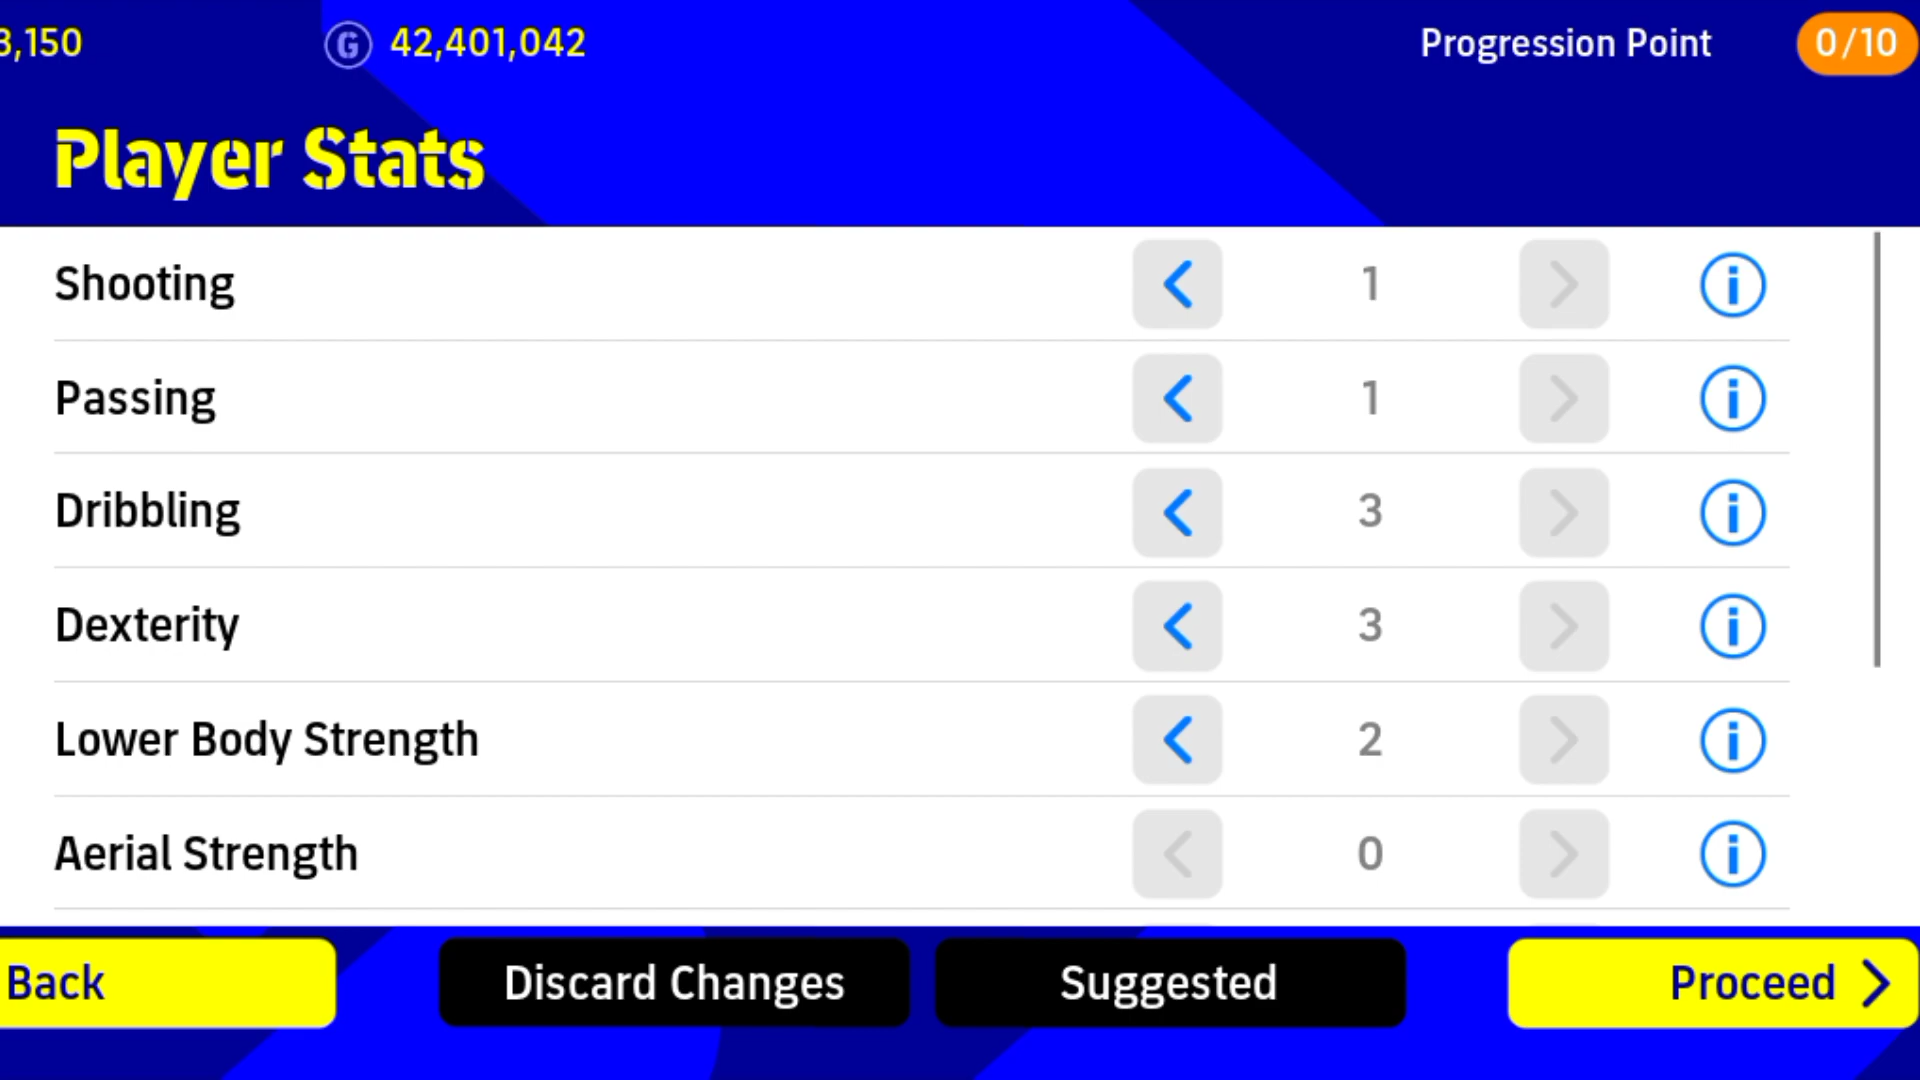 3,150
G 42,401,042
Progression Point 0/10
Player Stats
Shooting 1
Passing 1
Dribbling 3
Dexterity 3
Lower Body Strength 2
Aerial Strength 0
Back
Discard Changes
Suggested
Proceed